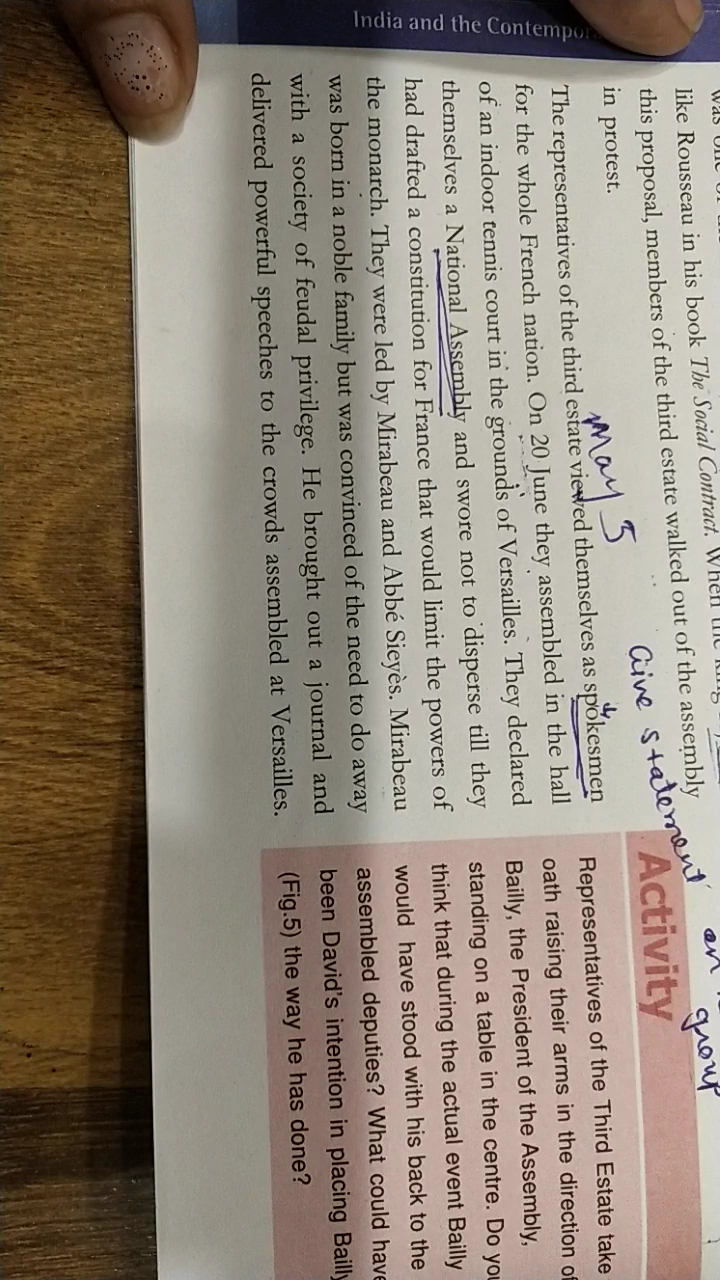 India and the Contempor
like Rousseau in his book The Social Contract. When the king
this proposal, members of the third estate walked out of the assembly
in protest.
Give statement on
group
May 5
The representatives of the third estate viewed themselves as spokesmen
for the whole French nation. On 20 June they assembled in the hall
of an indoor tennis court in the grounds of Versailles. They declared
themselves a National Assembly and swore not to disperse till they
had drafted a constitution for France that would limit the powers of
the monarch. They were led by Mirabeau and Abbé Sieyès. Mirabeau
was born in a noble family but was convinced of the need to do away
with a society of feudal privilege. He brought out a journal and
delivered powerful speeches to the crowds assembled at Versailles.
Activity
Representatives of the Third Estate take
oath raising their arms in the direction of
Bailly, the President of the Assembly,
standing on a table in the centre. Do you
think that during the actual event Bailly
would have stood with his back to the
assembled deputies? What could have
been David's intention in placing Bailly
(Fig.5) the way he has done?